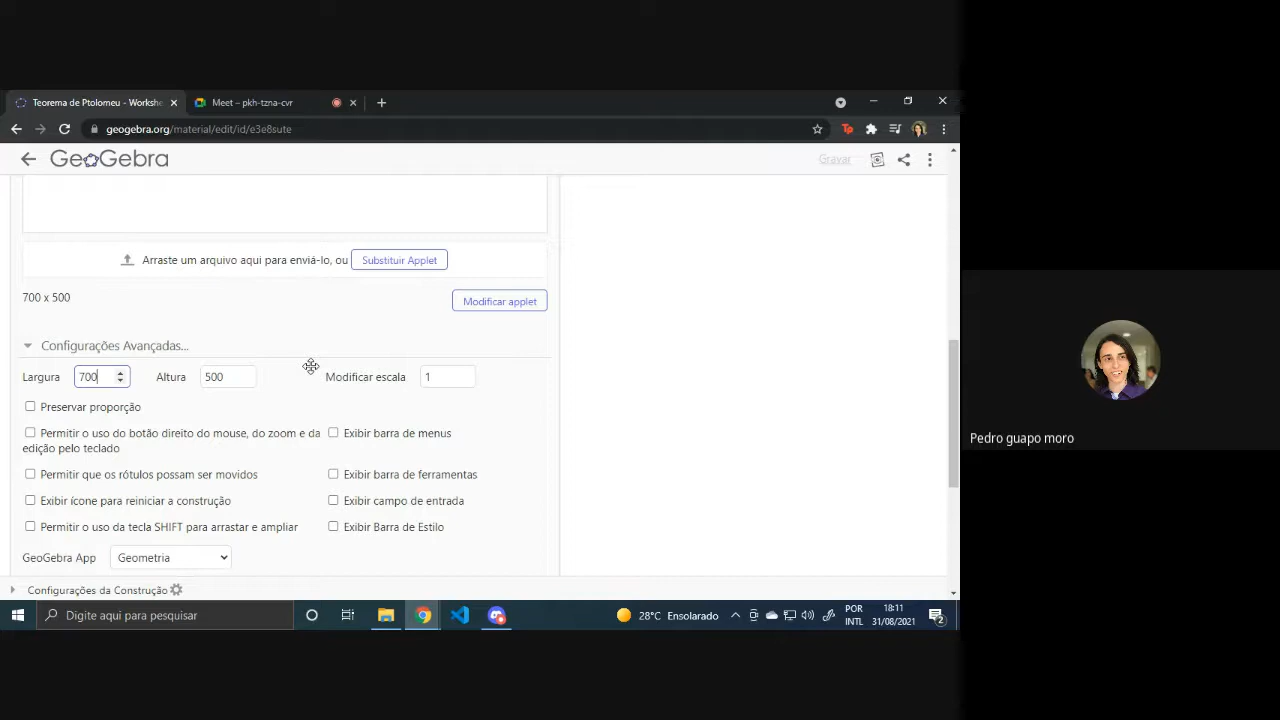 Teorema de Ptolomeu - Workshe
Meet – pkh-tzna-cvr
geogebra.org/material/edit/id/e3e8sute
GeoGebra
Gravar
Arraste um arquivo aqui para enviá-lo, ou Substituir Applet
700 x 500
Modificar applet
Configurações Avançadas...
Largura 700 Altura 500 Modificar escala 1
Preservar proporção
Permitir o uso do botão direito do mouse, do zoom e da
edição pelo teclado
Exibir barra de menus
Permitir que os rótulos possam ser movidos
Exibir barra de ferramentas
Exibir ícone para reiniciar a construção
Exibir campo de entrada
Permitir o uso da tecla SHIFT para arrastar e ampliar
Exibir Barra de Estilo
GeoGebra App Geometria
Configurações da Construção
Digite aqui para pesquisar
28°C Ensolarado
POR
INTL
18:11
31/08/2021
2
Pedro guapo moro